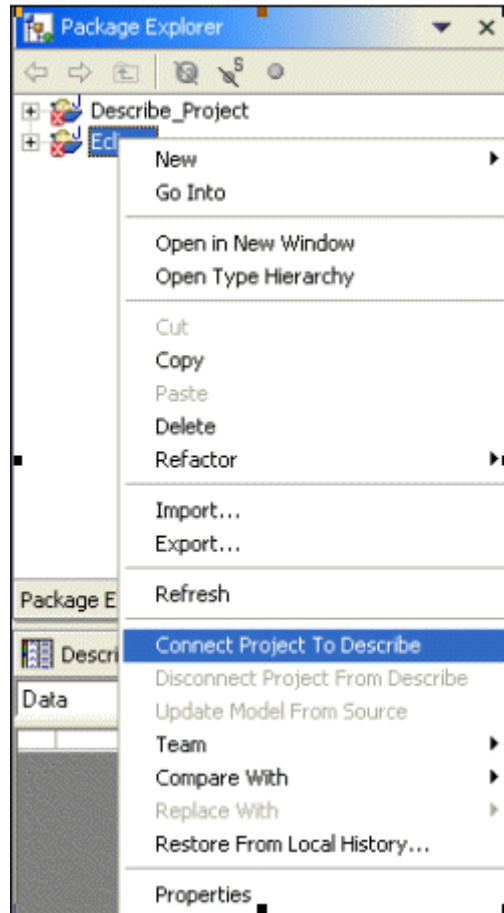 Package Explorer
S
Describe_Project
Ecl
New
Go Into
Open in New Window
Open Type Hierarchy
Cut
Copy
Paste
Delete
Refactor
Import...
Export...
Refresh
Package E
Connect Project To Describe
Descri
Disconnect Project From Describe
Data
Update Model From Source
Team
Compare With
Replace With
Restore From Local History...
Properties